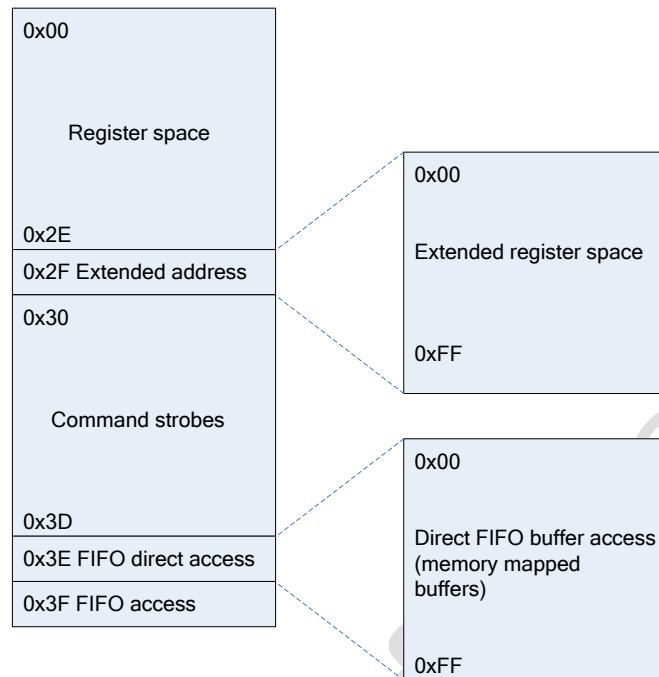 0x00
Register space
0x2E
0x2F Extended address
0x30
Command strobes
0x3D
0x3E FIFO direct access
0x3F FIFO access
0x00
Extended register space
0xFF
0x00
Direct FIFO buffer access
(memory mapped
buffers)
0xFF